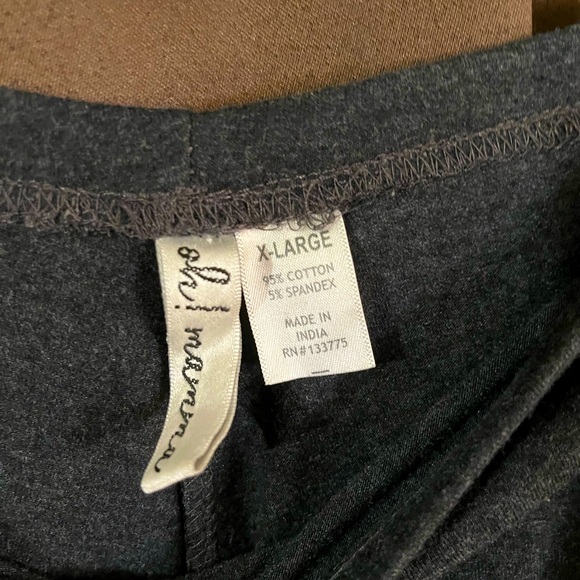 oh! mamma
X-LARGE
95% COTTON
5% SPANDEX
MADE IN
INDIA
RN#133775